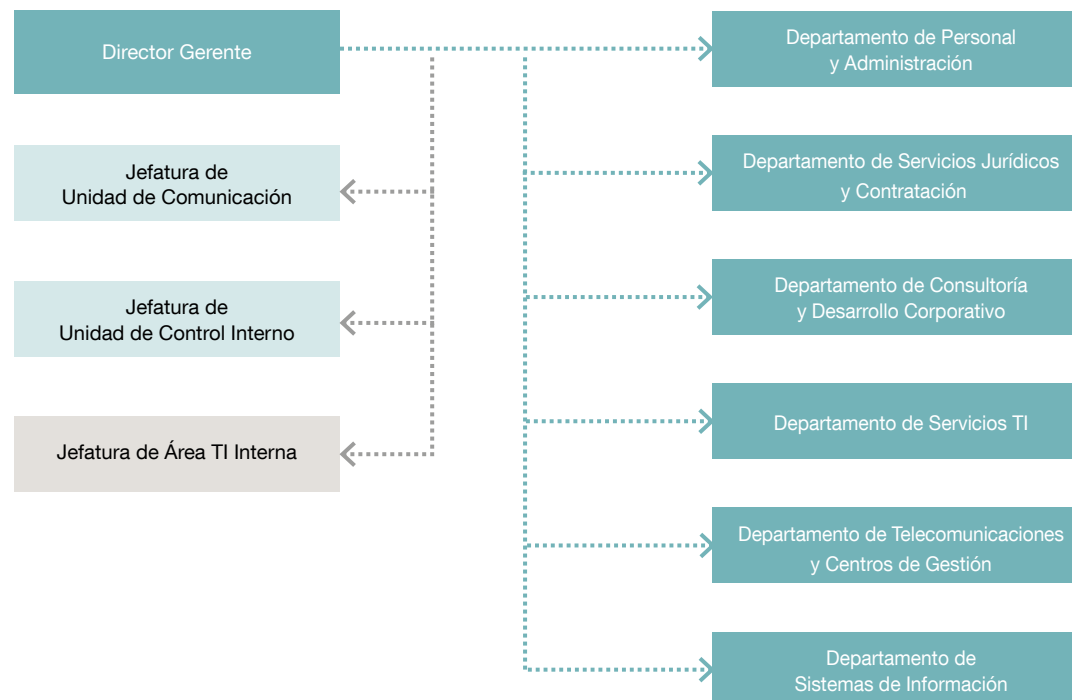 Director Gerente
Jefatura de
Unidad de Comunicación
Jefatura de
Unidad de Control Interno
Jefatura de Área TI Interna
Departamento de Personal
y Administración
Departamento de Servicios Jurídicos
y Contratación
Departamento de Consultoría
y Desarrollo Corporativo
Departamento de Servicios TI
Departamento de Telecomunicaciones
y Centros de Gestión
Departamento de
Sistemas de Información